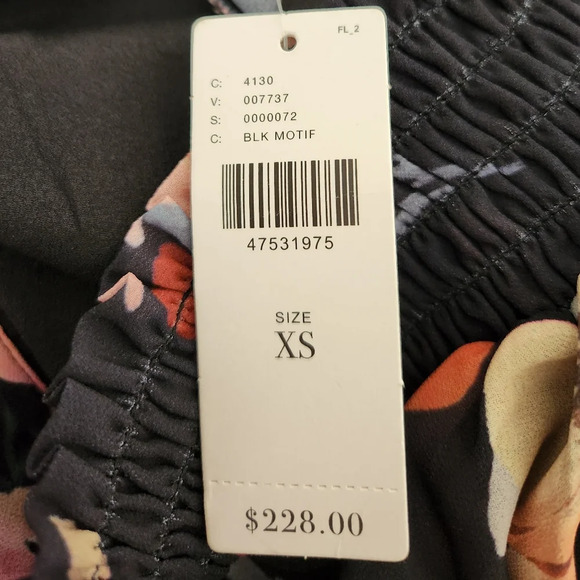 FL_2
C: 4130
V: 007737
S: 0000072
C: BLK MOTIF
47531975
SIZE
XS
$228.00